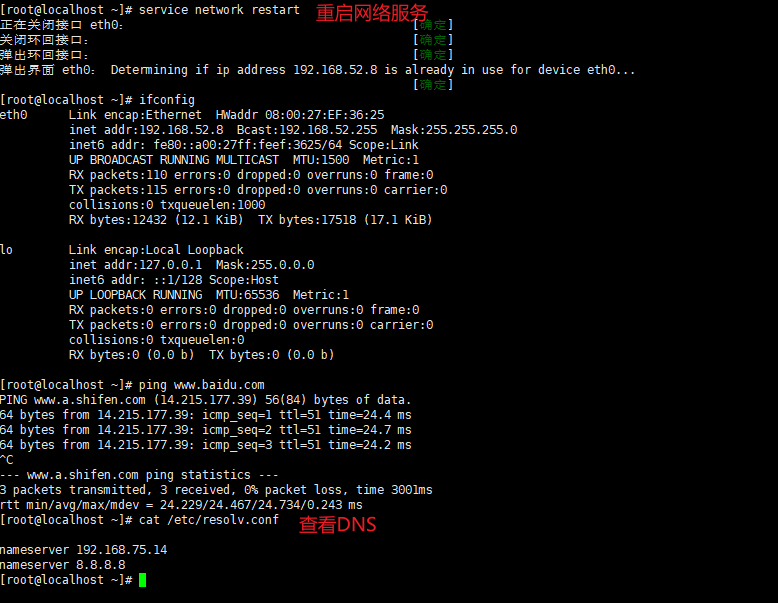 [root@localhost ~]# service network restart 重启网络服务
正在关闭接口 eth0： [确定]
关闭环回接口： [确定]
弹出环回接口： [确定]
弹出界面 eth0： Determining if ip address 192.168.52.8 is already in use for device eth0...
[确定]
[root@localhost ~]# ifconfig
eth0 Link encap:Ethernet HWaddr 08:00:27:EF:36:25
inet addr:192.168.52.8 Bcast:192.168.52.255 Mask:255.255.255.0
inet6 addr: fe80::a00:27ff:feef:3625/64 Scope:Link
UP BROADCAST RUNNING MULTICAST MTU:1500 Metric:1
RX packets:110 errors:0 dropped:0 overruns:0 frame:0
TX packets:115 errors:0 dropped:0 overruns:0 carrier:0
collisions:0 txqueuelen:1000
RX bytes:12432 (12.1 KiB) TX bytes:17518 (17.1 KiB)
lo Link encap:Local Loopback
inet addr:127.0.0.1 Mask:255.0.0.0
inet6 addr: ::1/128 Scope:Host
UP LOOPBACK RUNNING MTU:65536 Metric:1
RX packets:0 errors:0 dropped:0 overruns:0 frame:0
TX packets:0 errors:0 dropped:0 overruns:0 carrier:0
collisions:0 txqueuelen:0
RX bytes:0 (0.0 b) TX bytes:0 (0.0 b)
[root@localhost ~]# ping www.baidu.com
PING www.a.shifen.com (14.215.177.39) 56(84) bytes of data.
64 bytes from 14.215.177.39: icmp_seq=1 ttl=51 time=24.4 ms
64 bytes from 14.215.177.39: icmp_seq=2 ttl=51 time=24.7 ms
64 bytes from 14.215.177.39: icmp_seq=3 ttl=51 time=24.2 ms
^C
--- www.a.shifen.com ping statistics ---
3 packets transmitted, 3 received, 0% packet loss, time 3001ms
rtt min/avg/max/mdev = 24.229/24.467/24.734/0.243 ms
[root@localhost ~]# cat /etc/resolv.conf 查看DNS
nameserver 192.168.75.14
nameserver 8.8.8.8
[root@localhost ~]#